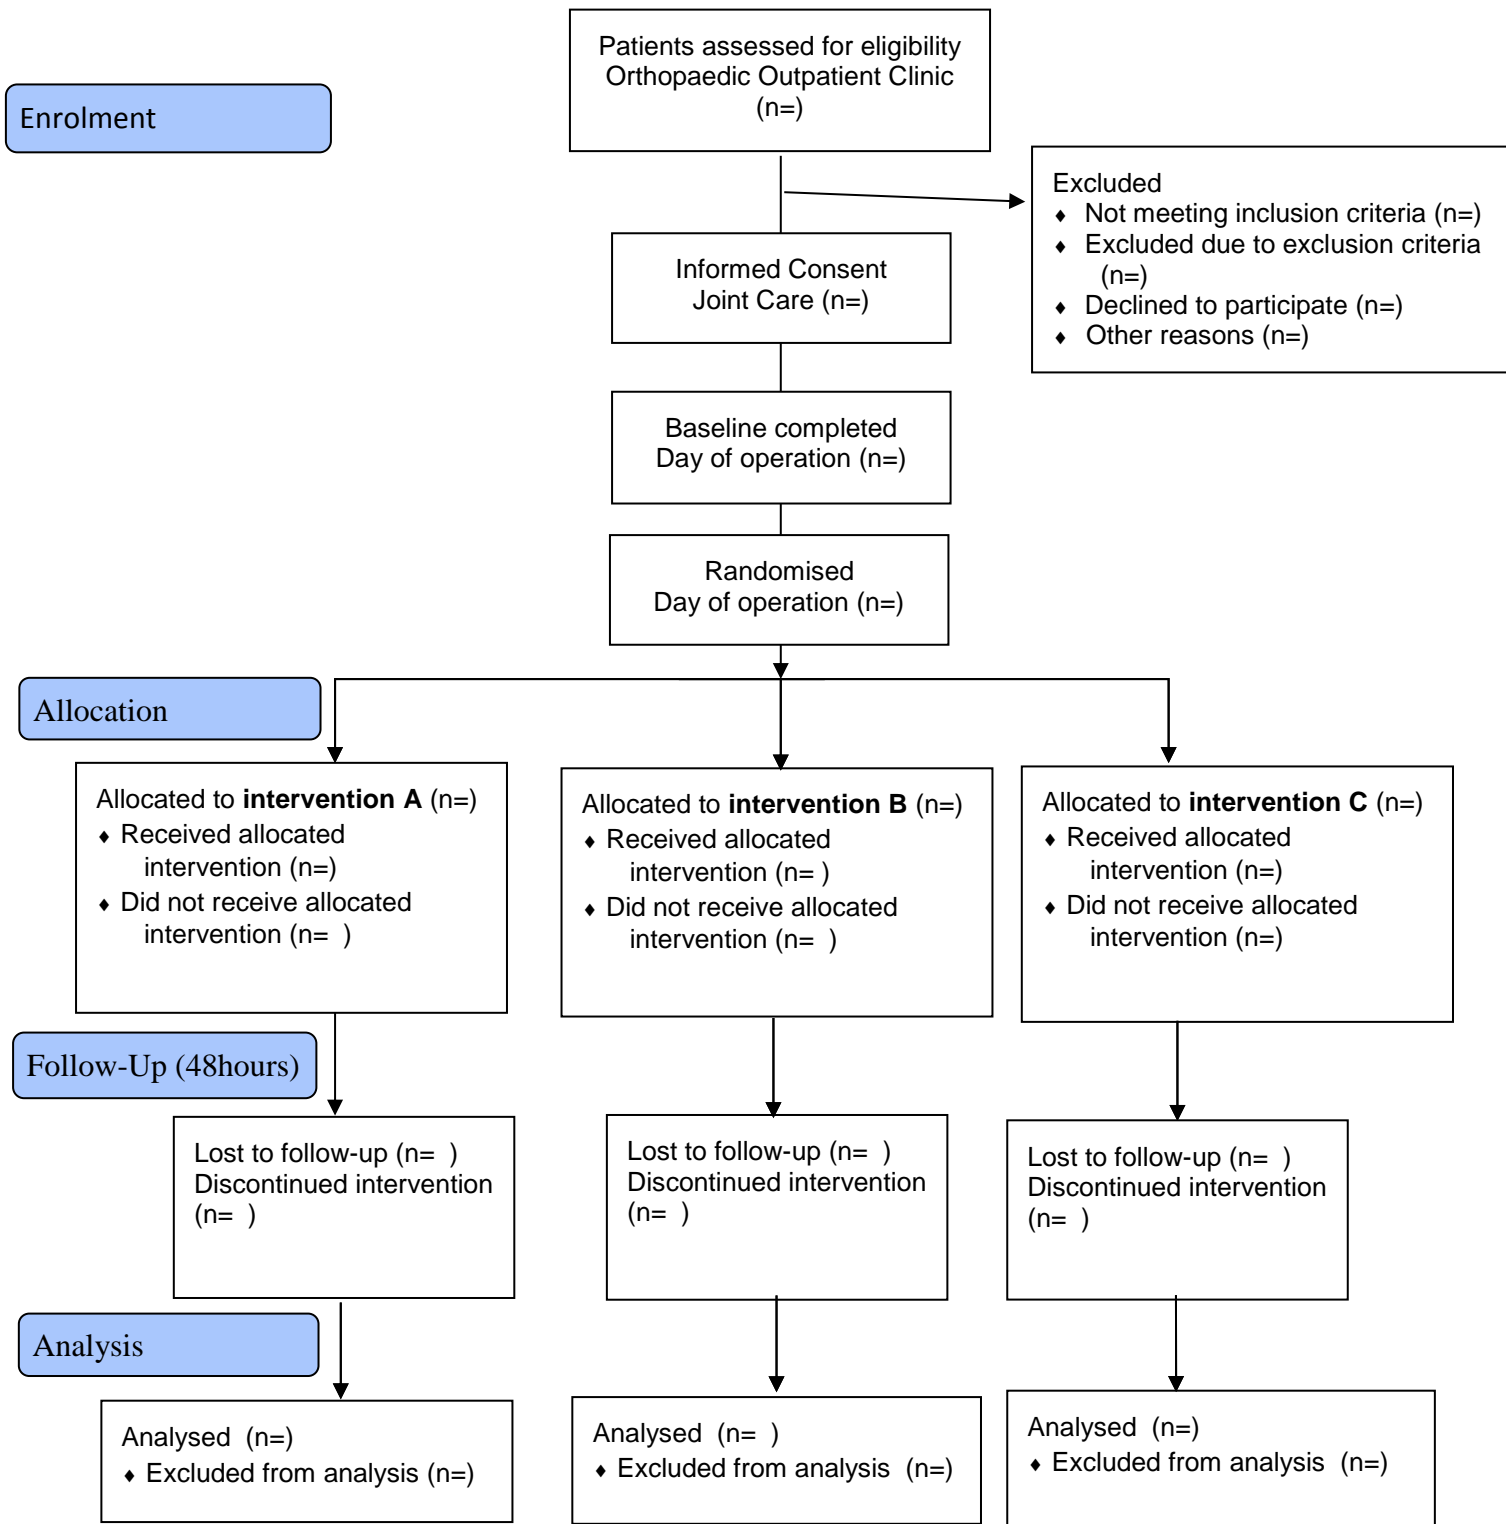 Patients assessed for eligibility
Orthopaedic Outpatient Clinic
(n=)
Enrolment
Excluded
♦ Not meeting inclusion criteria (n=)
♦ Excluded due to exclusion criteria
(n=)
♦ Declined to participate (n=)
♦ Other reasons (n=)
Informed Consent
Joint Care (n=)
Baseline completed
Day of operation (n=)
Randomised
Day of operation (n=)
Allocation
Allocated to intervention A (n=)
♦ Received allocated
intervention (n=)
♦ Did not receive allocated
intervention (n= )
Allocated to intervention B (n=)
♦ Received allocated
intervention (n= )
♦ Did not receive allocated
intervention (n= )
Allocated to intervention C (n=)
♦ Received allocated
intervention (n=)
♦ Did not receive allocated
intervention (n=)
Follow-Up (48hours)
Lost to follow-up (n= )
Discontinued intervention
(n= )
Lost to follow-up (n= )
Discontinued intervention
(n= )
Lost to follow-up (n= )
Discontinued intervention
(n= )
Analysis
Analysed (n=)
♦ Excluded from analysis (n=)
Analysed (n= )
♦ Excluded from analysis (n=)
Analysed (n=)
♦ Excluded from analysis (n=)